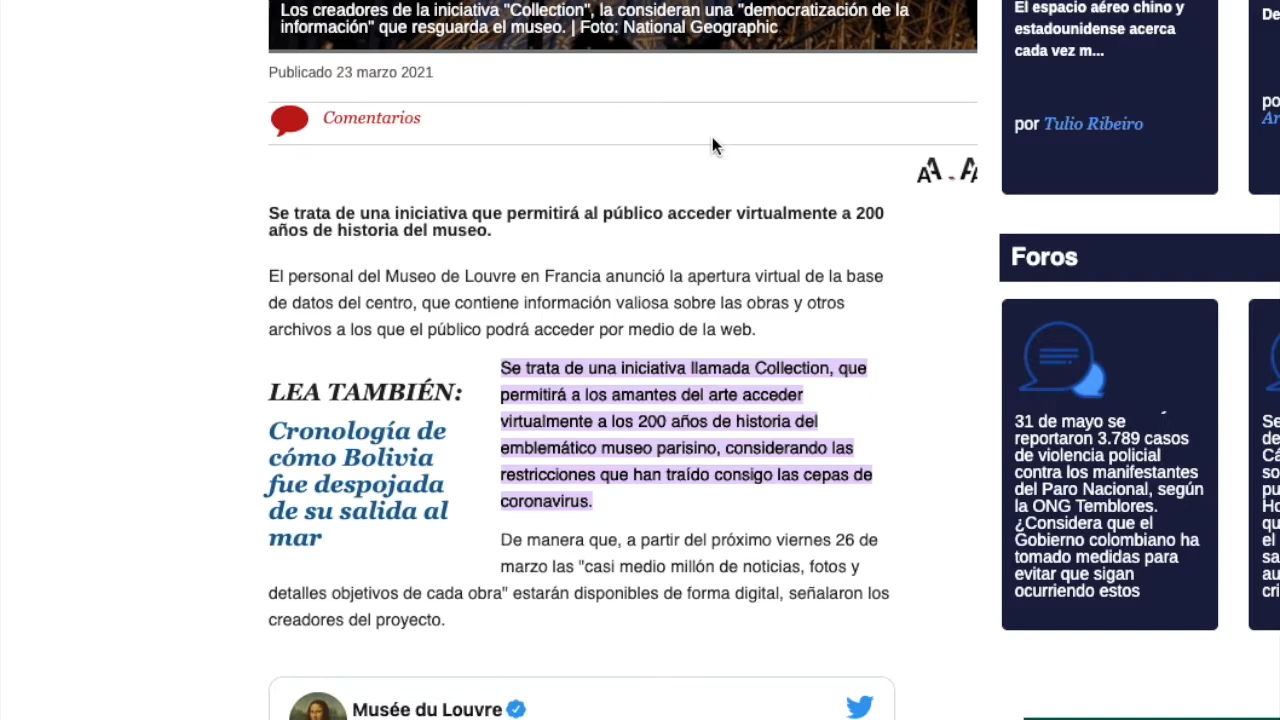 Los creadores de la iniciativa "Collection", la consideran una "democratización de la
información" que resguarda el museo. | Foto: National Geographic
Publicado 23 marzo 2021
Comentarios
AA - AA
Se trata de una iniciativa que permitirá al público acceder virtualmente a 200
años de historia del museo.
El personal del Museo de Louvre en Francia anunció la apertura virtual de la base
de datos del centro, que contiene información valiosa sobre las obras y otros
archivos a los que el público podrá acceder por medio de la web.
LEA TAMBIÉN:
Cronología de
cómo Bolivia
fue despojada
de su salida al
mar
Se trata de una iniciativa llamada Collection, que
permitirá a los amantes del arte acceder
virtualmente a los 200 años de historia del
emblemático museo parisino, considerando las
restricciones que han traído consigo las cepas de
coronavirus.
De manera que, a partir del próximo viernes 26 de
marzo las "casi medio millón de noticias, fotos y
detalles objetivos de cada obra" estarán disponibles de forma digital, señalaron los
creadores del proyecto.
Musée du Louvre
El espacio aéreo chino y
estadounidense acerca
cada vez m...
por Tulio Ribeiro
De
po
Foros
31 de mayo se
reportaron 3.789 casos
de violencia policial
contra los manifestantes
del Paro Nacional, según
la ONG Temblores.
¿Considera que el
Gobierno colombiano ha
tomado medidas para
evitar que sigan
ocurriendo estos